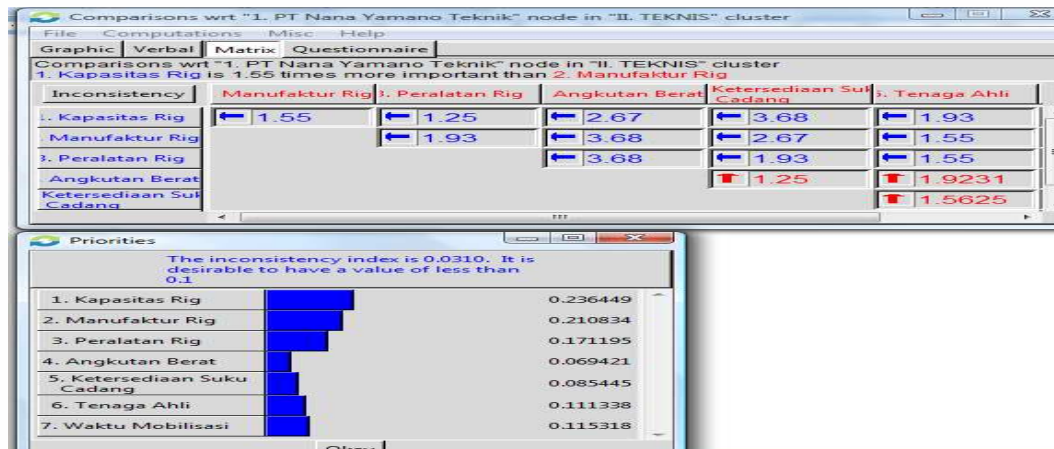 Comparisons wrt "1. PT Nana Yamano Teknik" node in "II. TEKNIS" cluster
File Computations Misc Help
Graphic Verbal Matrix Questionnaire
Comparisons wrt "1. PT Nana Yamano Teknik" node in "II. TEKNIS" cluster
1. Kapasitas Rig is 1.55 times more important than 2. Manufaktur Rig
Inconsistency Manufaktur Rig 3. Peralatan Rig Angkutan Berat Ketersediaan Suk Cadang Tenaga Ahli
Kapasitas Rig 1.55 1.25 2.67 3.68 1.93
Manufaktur Rig 1.93 3.68 2.67 1.55
3. Peralatan Rig 3.68 1.93 1.55
Angkutan Berat 1.25 1.9231
Ketersediaan Suk
Cadang 1.5625
Priorities
The inconsistency index is 0.0310. It is
desirable to have a value of less than
0.1
1. Kapasitas Rig 0.236449
2. Manufaktur Rig 0.210834
3. Peralatan Rig 0.171195
4. Angkutan Berat 0.069421
5. Ketersediaan Suku
Cadang 0.085445
6. Tenaga Ahli 0.111338
7. Waktu Mobilisasi 0.115318